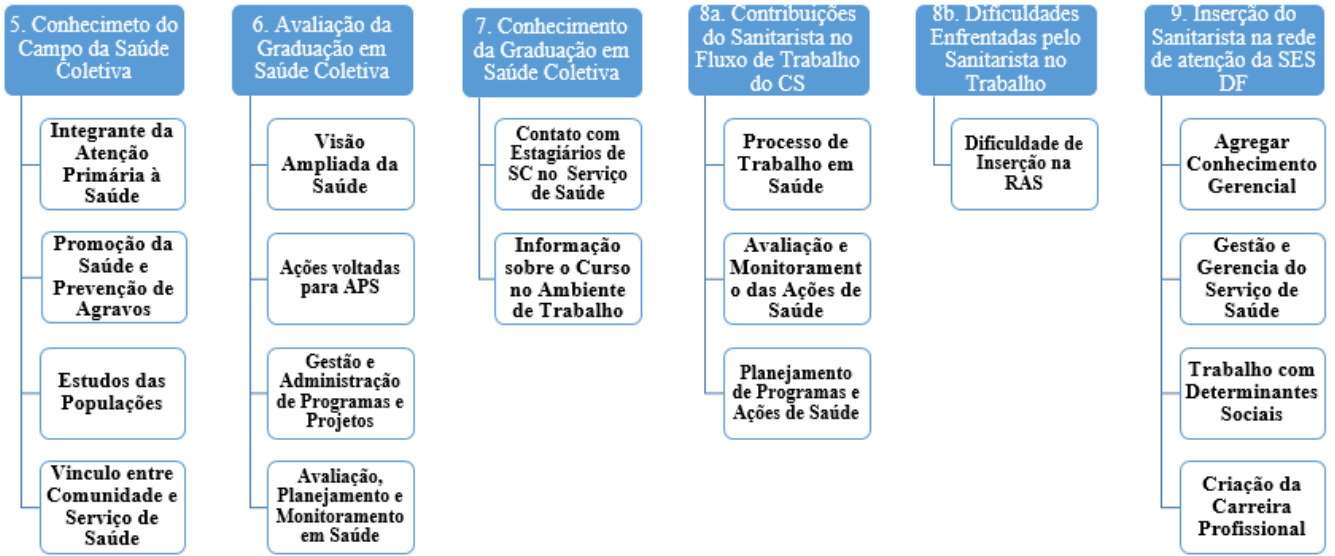 5. Conhecimeto do
Campo da Saúde
Coletiva
Integrante da
Atenção
Primária à
Saúde
Promoção da
Saúde e
Prevenção de
Agravos
Estudos das
Populações
Vinculo entre
Comunidade e
Serviço de
Saúde
6. Avaliação da
Graduação em
Saúde Coletiva
Visão
Ampliada da
Saúde
Ações voltadas
para APS
Gestão e
Administração
de Programas e
Projetos
Avaliação,
Planejamento e
Monitoramento
em Saúde
7. Conhecimento
da Graduação em
Saúde Coletiva
Contato com
Estagiários de
SC no Serviço
de Saúde
Informação
sobre o Curso
no Ambiente
de Trabalho
8a. Contribuições
do Sanitarista no
Fluxo de Trabalho
do CS
Processo de
Trabalho em
Saúde
Avaliação e
Monitorament
o das Ações de
Saúde
Planejamento
de Programas e
Ações de Saúde
8b. Dificuldades
Enfrentadas pelo
Sanitarista no
Trabalho
Dificuldade de
Inserção na
RAS
9. Inserção do
Sanitarista na rede
de atenção da SES
DF
Agregar
Conhecimento
Gerencial
Gestão e
Gerencia do
Serviço de
Saúde
Trabalho com
Determinantes
Sociais
Criação da
Carreira
Profissional